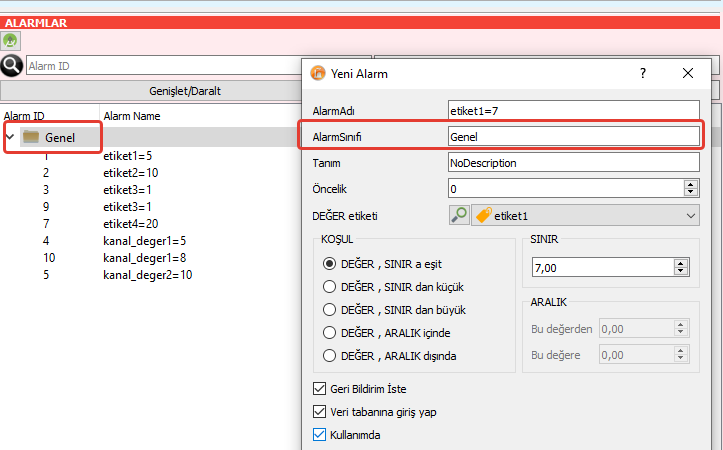 ALARMLAR
Alarm ID
Genişlet/Daralt
Alarm ID Alarm Name
Genel
1 etiket1=5
2 etiket2=10
3 etiket3=1
9 etiket3=1
7 etiket4=20
4 kanal_deger1=5
10 kanal_deger1=8
5 kanal_deger2=10
Yeni Alarm
AlarmAdı etiket1=7
AlarmSınıfı Genel
Tanım NoDescription
Öncelik 0
DEĞER etiketi etiket1
KOŞUL
DEĞER , SINIR a eşit
DEĞER , SINIR dan küçük
DEĞER , SINIR dan büyük
DEĞER , ARALIK içinde
DEĞER , ARALIK dışında
SINIR
7,00
ARALIK
Bu değerden 0,00
Bu değere 0,00
Geri Bildirim İste
Veri tabanına giriş yap
Kullanımda